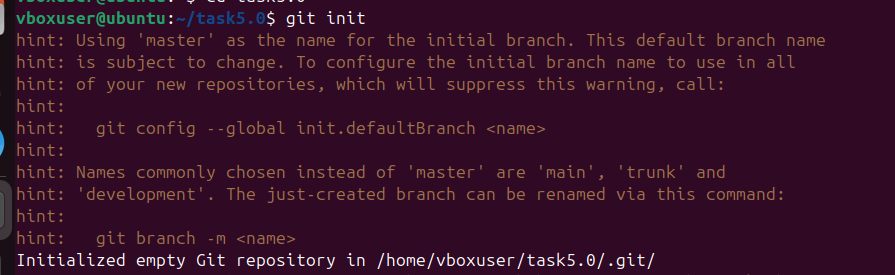 vboxuser@ubuntu:~/task5.0$ git init
hint: Using 'master' as the name for the initial branch. This default branch name
hint: is subject to change. To configure the initial branch name to use in all
hint: of your new repositories, which will suppress this warning, call:
hint:
hint:   git config --global init.defaultBranch <name>
hint:
hint: Names commonly chosen instead of 'master' are 'main', 'trunk' and
hint: 'development'. The just-created branch can be renamed via this command:
hint:
hint:   git branch -m <name>
Initialized empty Git repository in /home/vboxuser/task5.0/.git/